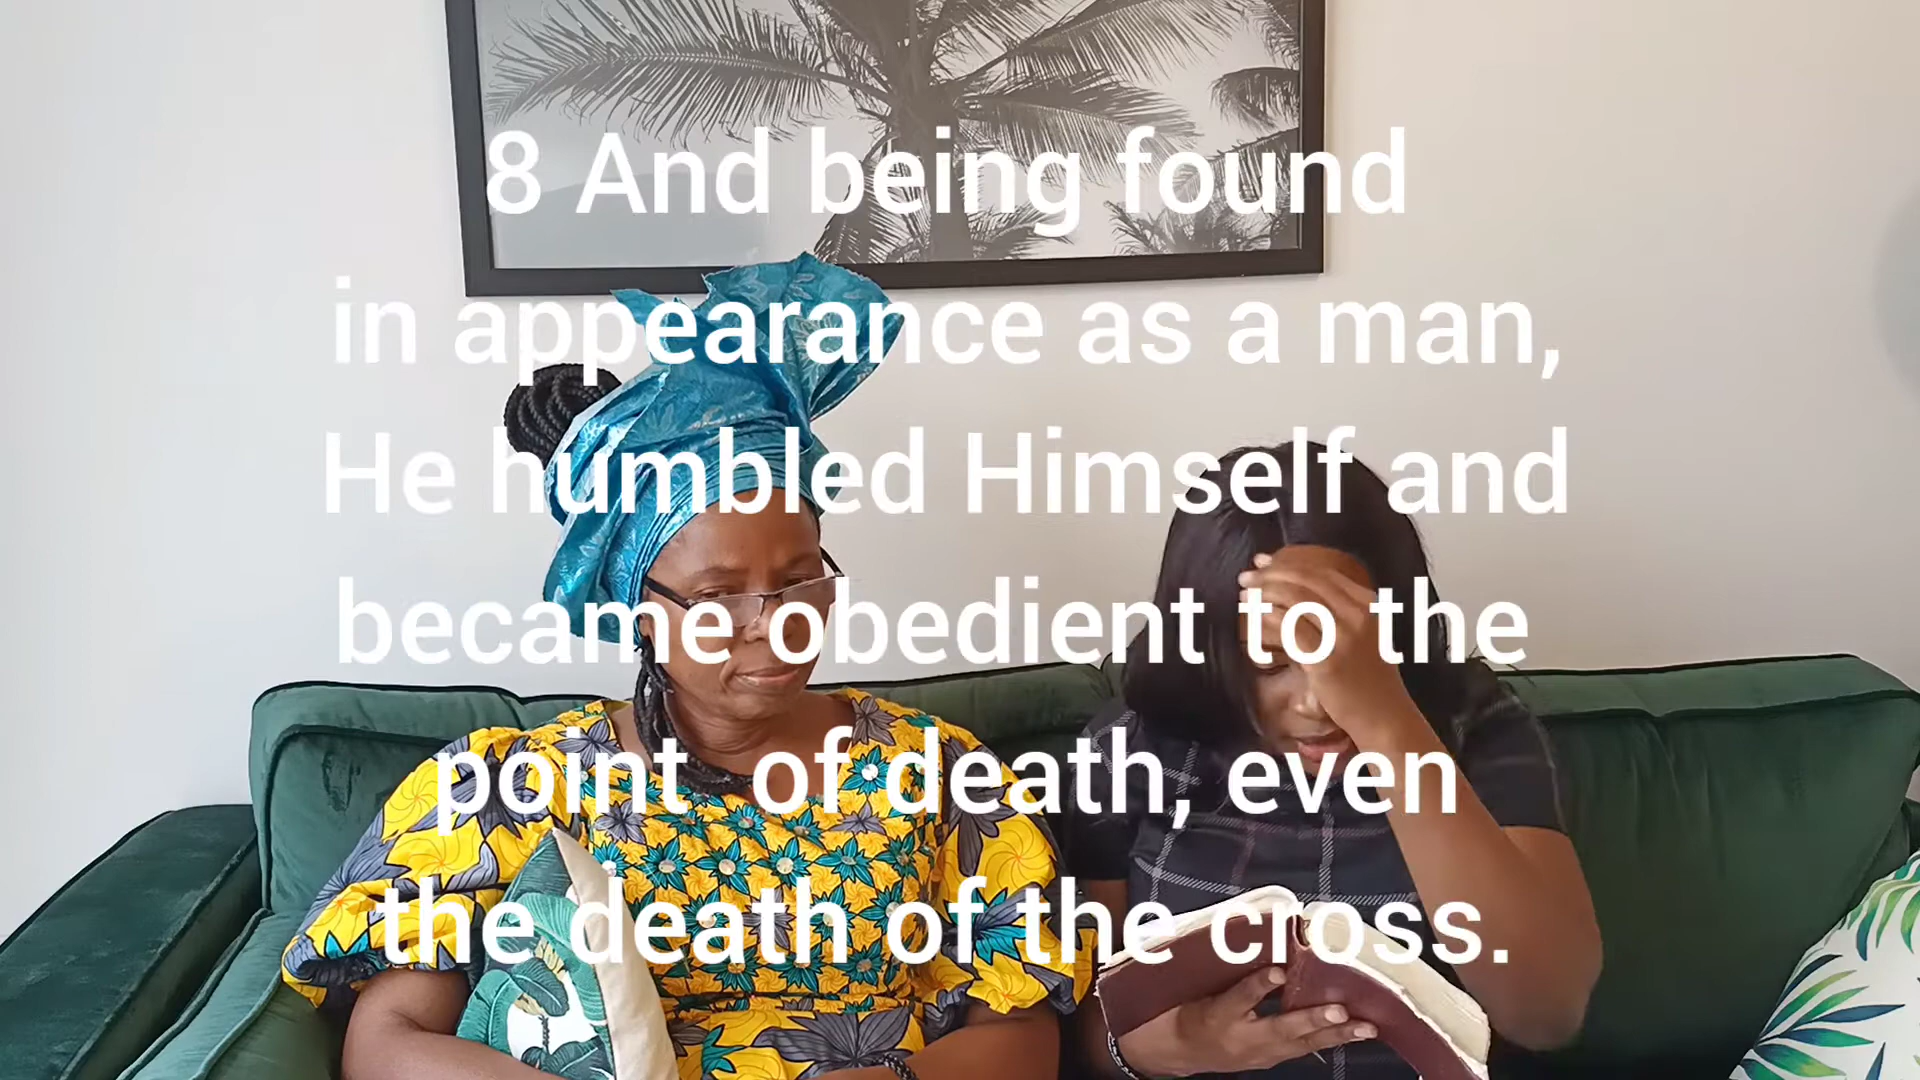 8 And being found
in appearance as a man,
He humbled Himself and
became obedient to the
point of death, even
the death of the cross.